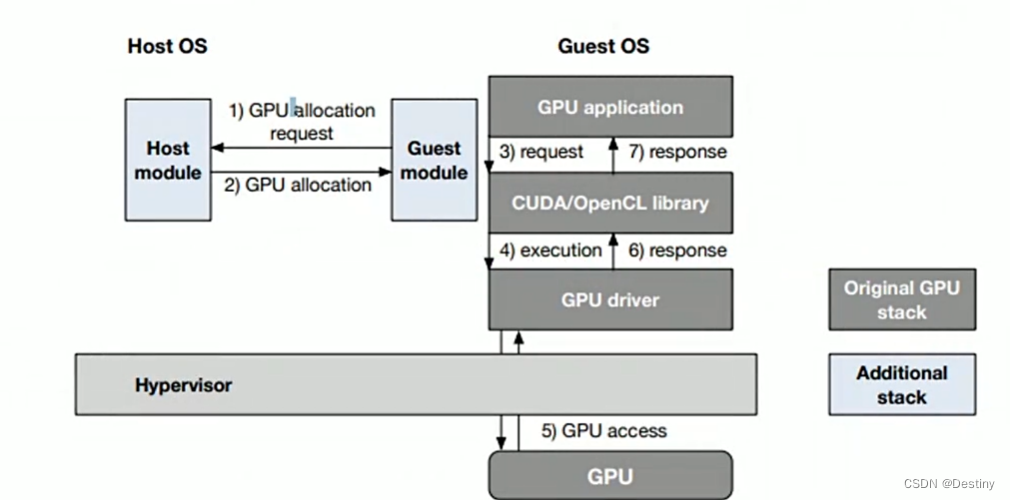 Host OS
Guest OS
Host
module
1) GPU allocation
request
2) GPU allocation
Guest
module
GPU application
3) request
7) response
CUDA/OpenCL library
4) execution
6) response
GPU driver
Original GPU
stack
Hypervisor
Additional
stack
5) GPU access
GPU
CSDN @Destiny